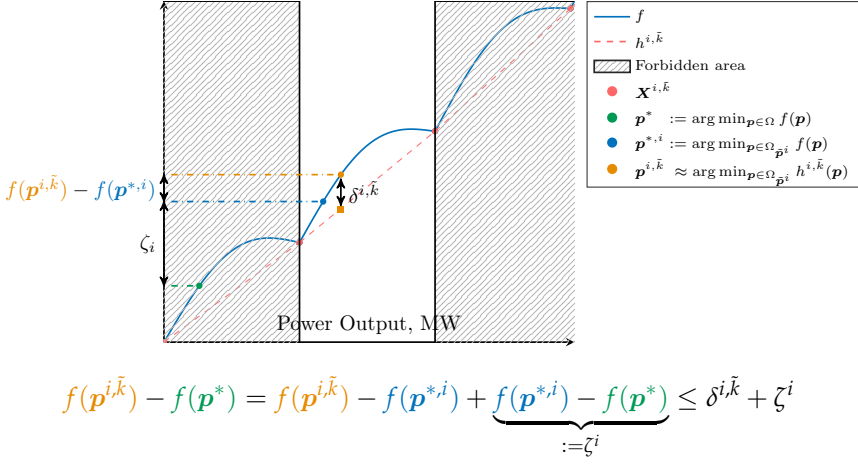 f
h^{i,k̃}
Forbidden area
X^{i,k̃}
p^* := arg min_{p∈Ω} f(p)
p^{*,i} := arg min_{p∈Ω_{p̃^i}} f(p)
p^{i,k̃} ≈ arg min_{p∈Ω_{p̃^i}} h^{i,k̃}(p)
f(p^{i,k̃}) − f(p^{*,i})
δ^{i,k̃}
ζ_i
Power Output, MW
f(p^{i,k̃}) − f(p^*) = f(p^{i,k̃}) − f(p^{*,i}) + f(p^{*,i}) − f(p^*) ≤ δ^{i,k̃} + ζ^i
:=ζ^i